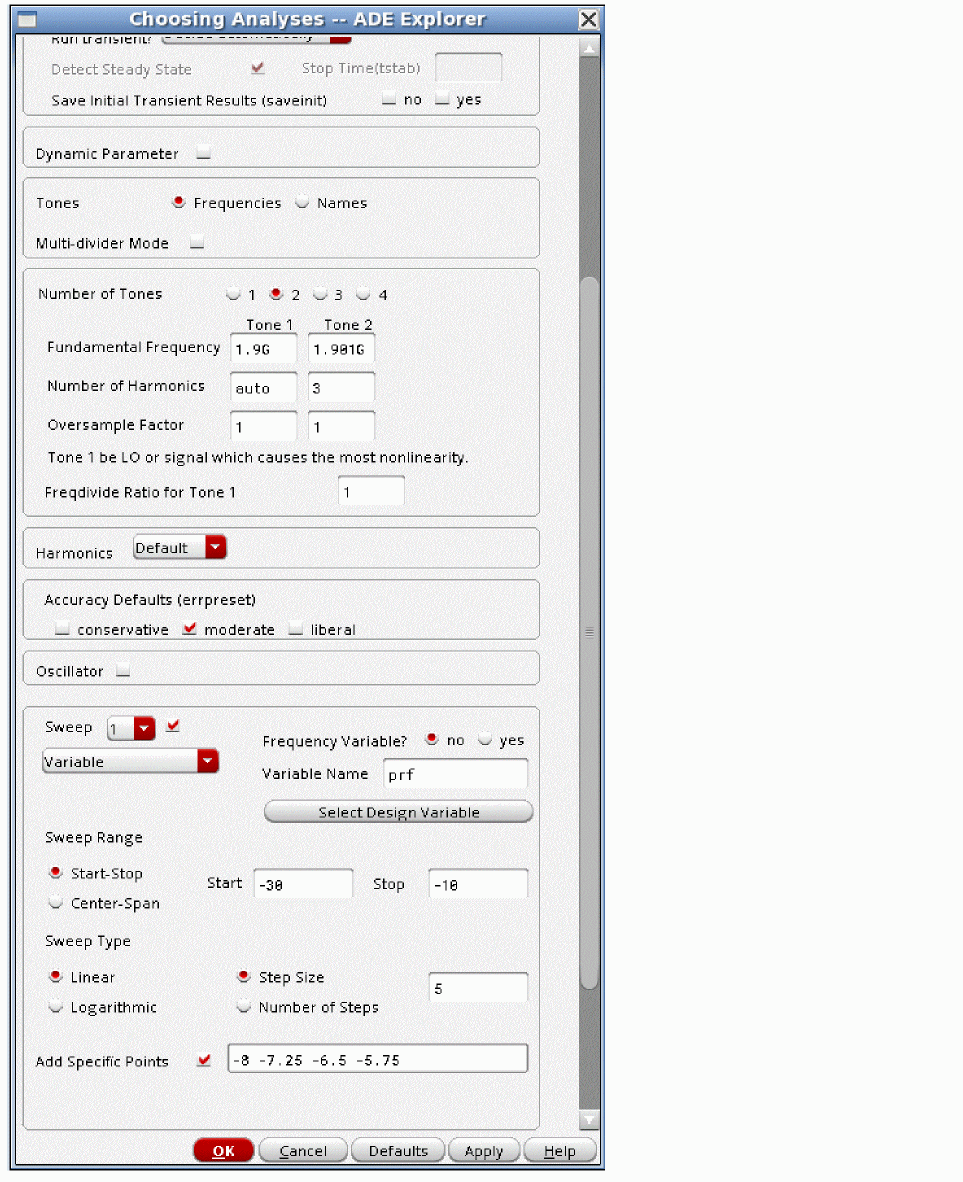 Choosing Analyses -- ADE Explorer
Run transient?
Detect Steady State Stop Time(tstab)
Save Initial Transient Results (saveinit) no yes
Dynamic Parameter
Tones Frequencies Names
Multi-divider Mode
Number of Tones 1 2 3 4
Tone 1 Tone 2
Fundamental Frequency 1.9G 1.901G
Number of Harmonics auto 3
Oversample Factor 1 1
Tone 1 be LO or signal which causes the most nonlinearity.
Freqdivide Ratio for Tone 1 1
Harmonics Default
Accuracy Defaults (errpreset)
conservative moderate liberal
Oscillator
Sweep 1
Frequency Variable? no yes
Variable
Variable Name prf
Select Design Variable
Sweep Range
Start-Stop
Start -30 Stop -10
Center-Span
Sweep Type
Linear Step Size
5
Logarithmic Number of Steps
Add Specific Points -8 -7.25 -6.5 -5.75
OK Cancel Defaults Apply Help